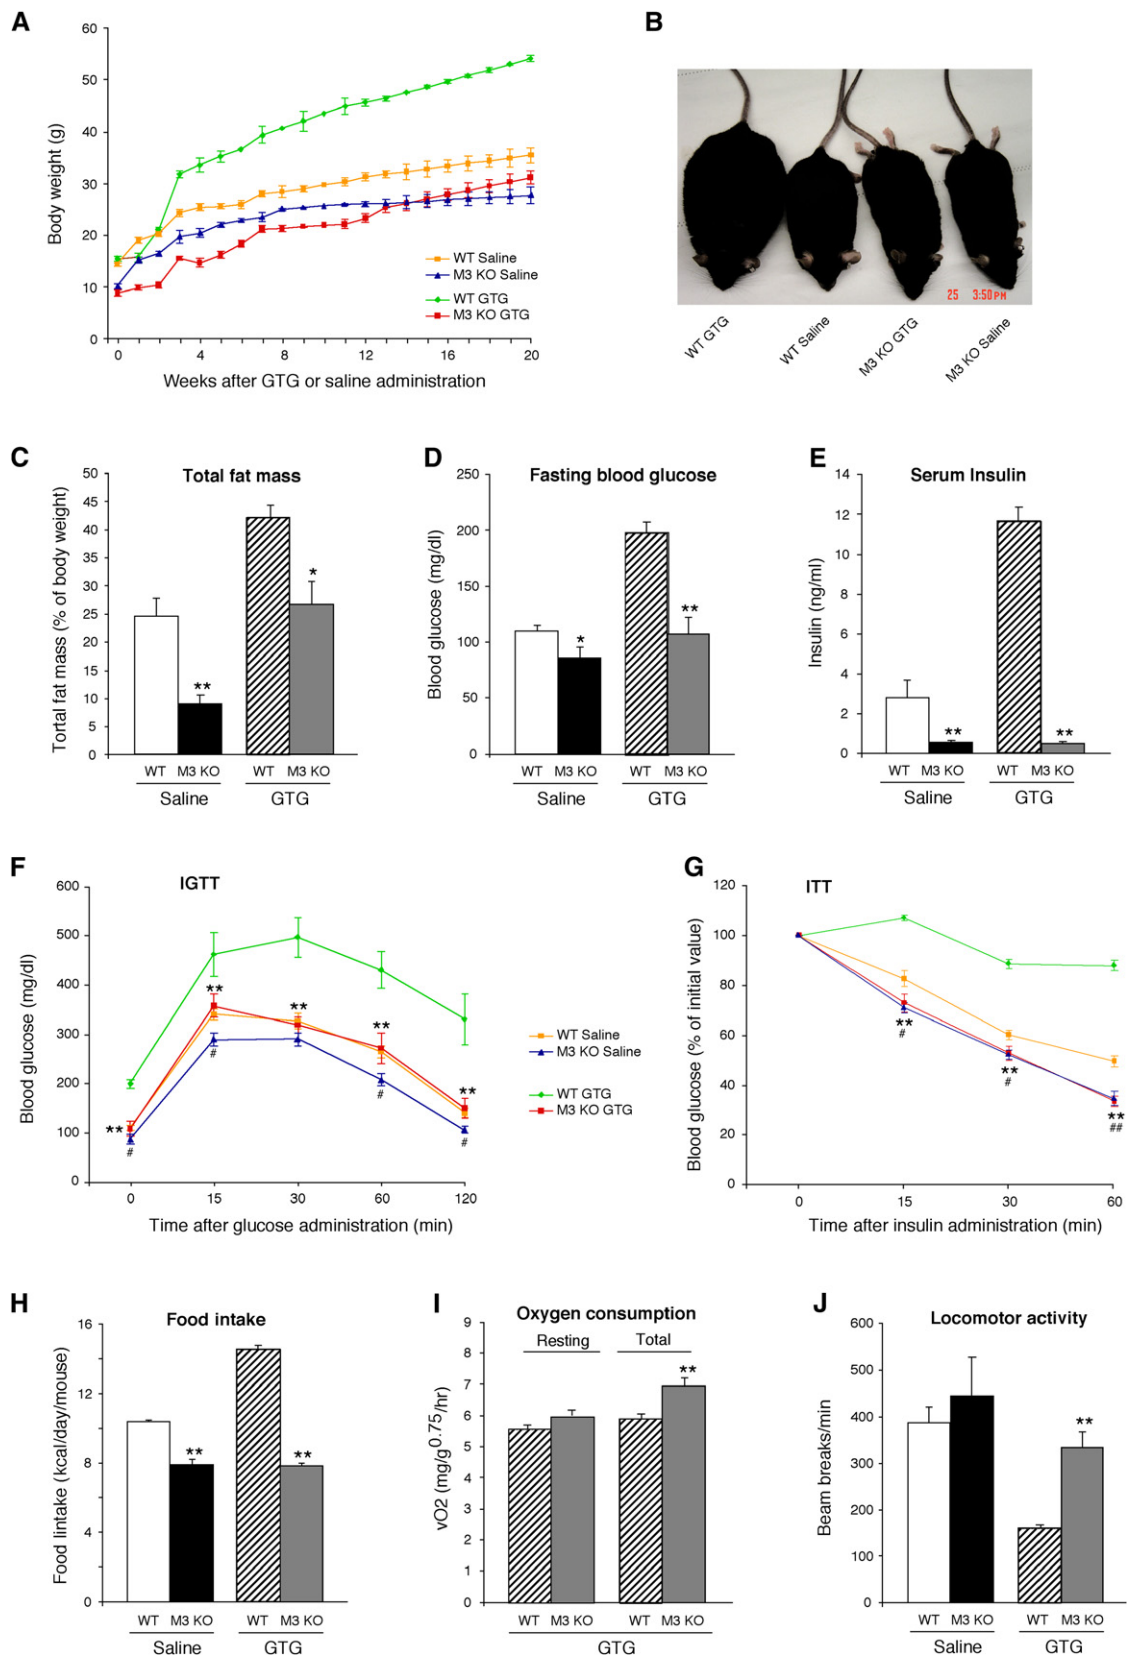 A
60
50
40
30
20
10
0
Body weight (g)
0 4 8 12 16 20
Weeks after GTG or saline administration
WT Saline
M3 KO Saline
WT GTG
M3 KO GTG
B
25 3:50PM
WT GTG
WT Saline
M3 KO GTG
M3 KO Saline
C
Total fat mass
Tortal fat mass (% of body weight)
50
45
40
35
30
25
20
15
10
5
0
**
*
WT M3 KO WT M3 KO
Saline GTG
D
Fasting blood glucose
Blood glucose (mg/dl)
250
200
150
100
50
0
*
**
WT M3 KO WT M3 KO
Saline GTG
E
Serum Insulin
Insulin (ng/ml)
14
12
10
8
6
4
2
0
**
**
WT M3 KO WT M3 KO
Saline GTG
F
IGTT
Blood glucose (mg/dl)
600
500
400
300
200
100
0
** ** ** ** **
# # # #
0 15 30 60 120
Time after glucose administration (min)
WT Saline
M3 KO Saline
WT GTG
M3 KO GTG
G
ITT
Blood glucose (% of initial value)
120
100
80
60
40
20
0
** ** **
# # ##
0 15 30 60
Time after insulin administration (min)
H
Food intake
Food Iintake (kcal/day/mouse)
16
12
8
4
0
** **
WT M3 KO WT M3 KO
Saline GTG
I
Oxygen consumption
Resting Total
vO2 (mg/g0.75/hr)
9
8
7
6
5
4
3
2
1
0
**
WT M3 KO WT M3 KO
GTG
J
Locomotor activity
Beam breaks/min
600
500
400
300
200
100
0
**
WT M3 KO WT M3 KO
Saline GTG